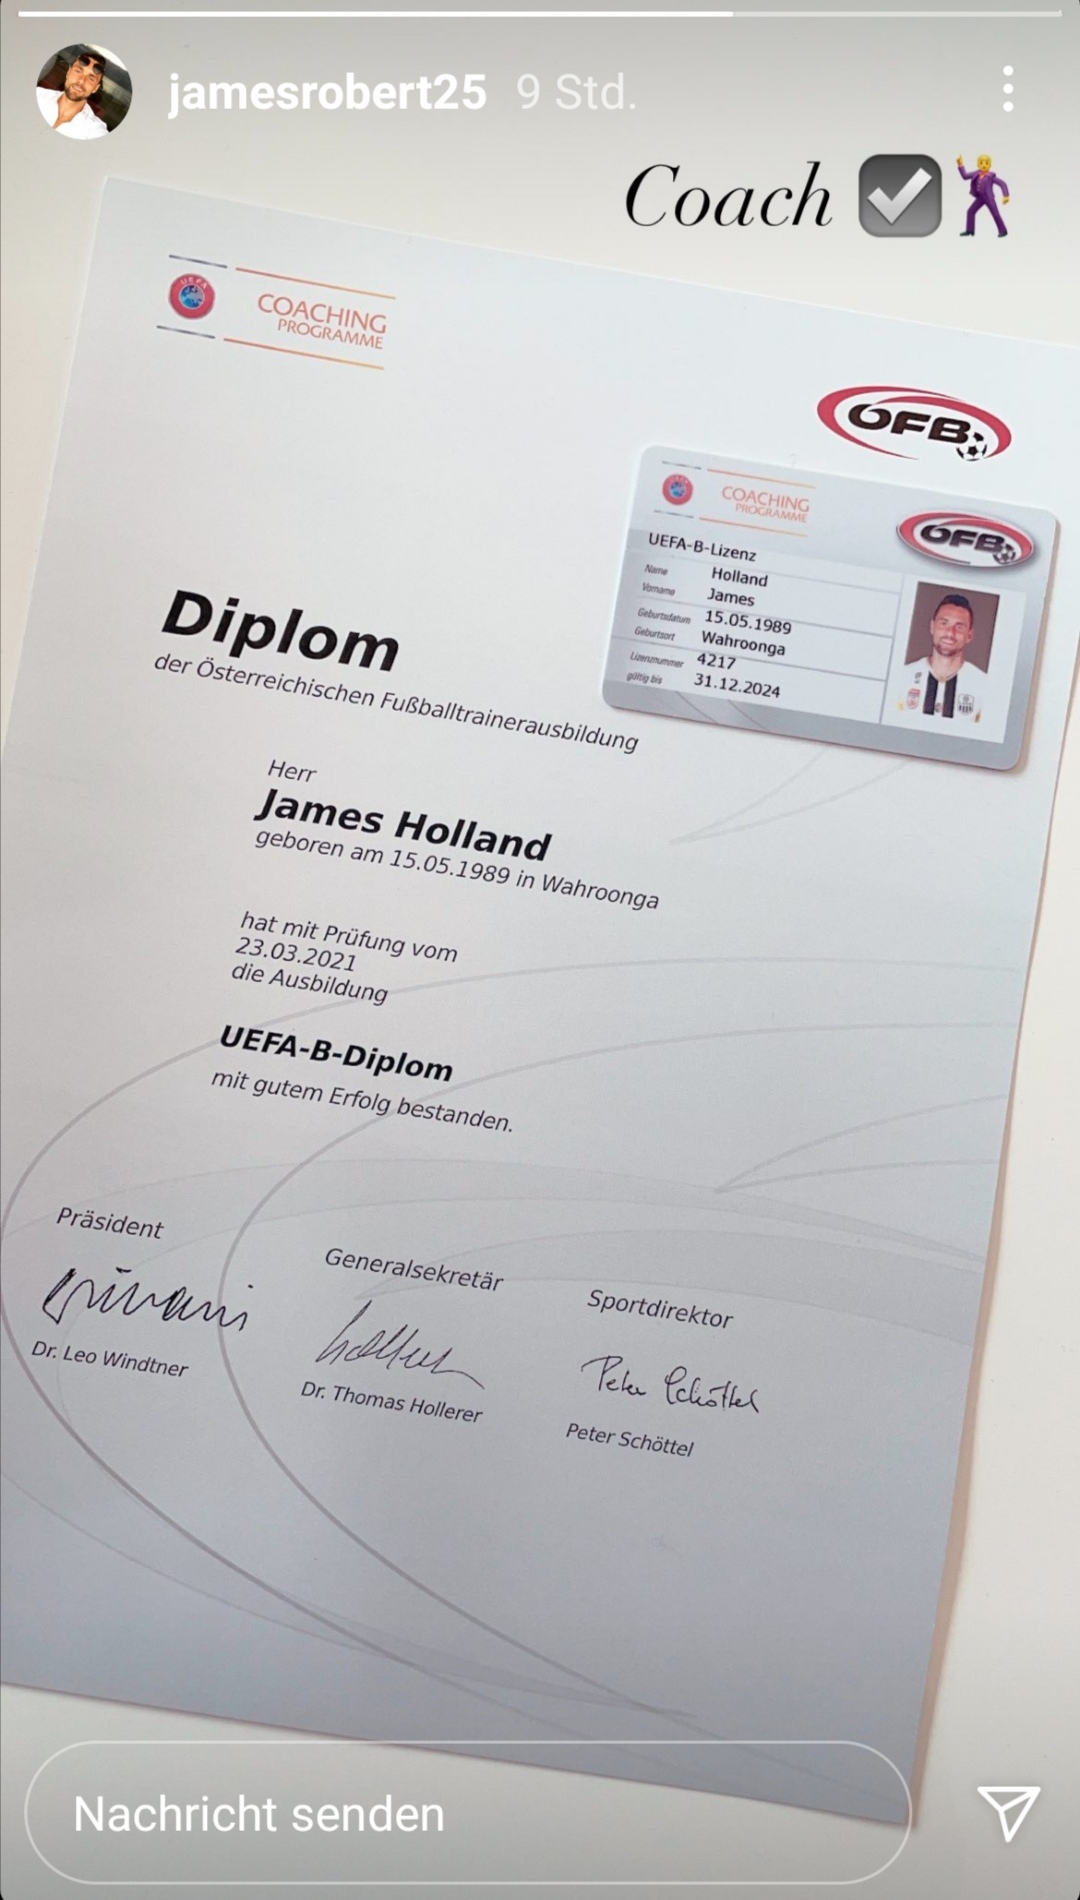 jamesrobert25 9 Std.
Coach
UEFA
COACHING
PROGRAMME
ÖFB
COACHING
PROGRAMME
ÖFB
UEFA-B-Lizenz
Name Holland
Vorname James
Geburtsdatum 15.05.1989
Geburtsort Wahroonga
Lizenznummer 4217
gültig bis 31.12.2024
Diplom
der Österreichischen Fußballtrainerausbildung
Herr
James Holland
geboren am 15.05.1989 in Wahroonga
hat mit Prüfung vom
23.03.2021
die Ausbildung
UEFA-B-Diplom
mit gutem Erfolg bestanden.
Präsident
Generalsekretär
Sportdirektor
Peter Schöttel
Dr. Leo Windtner
Dr. Thomas Hollerer
Peter Schöttel
Nachricht senden